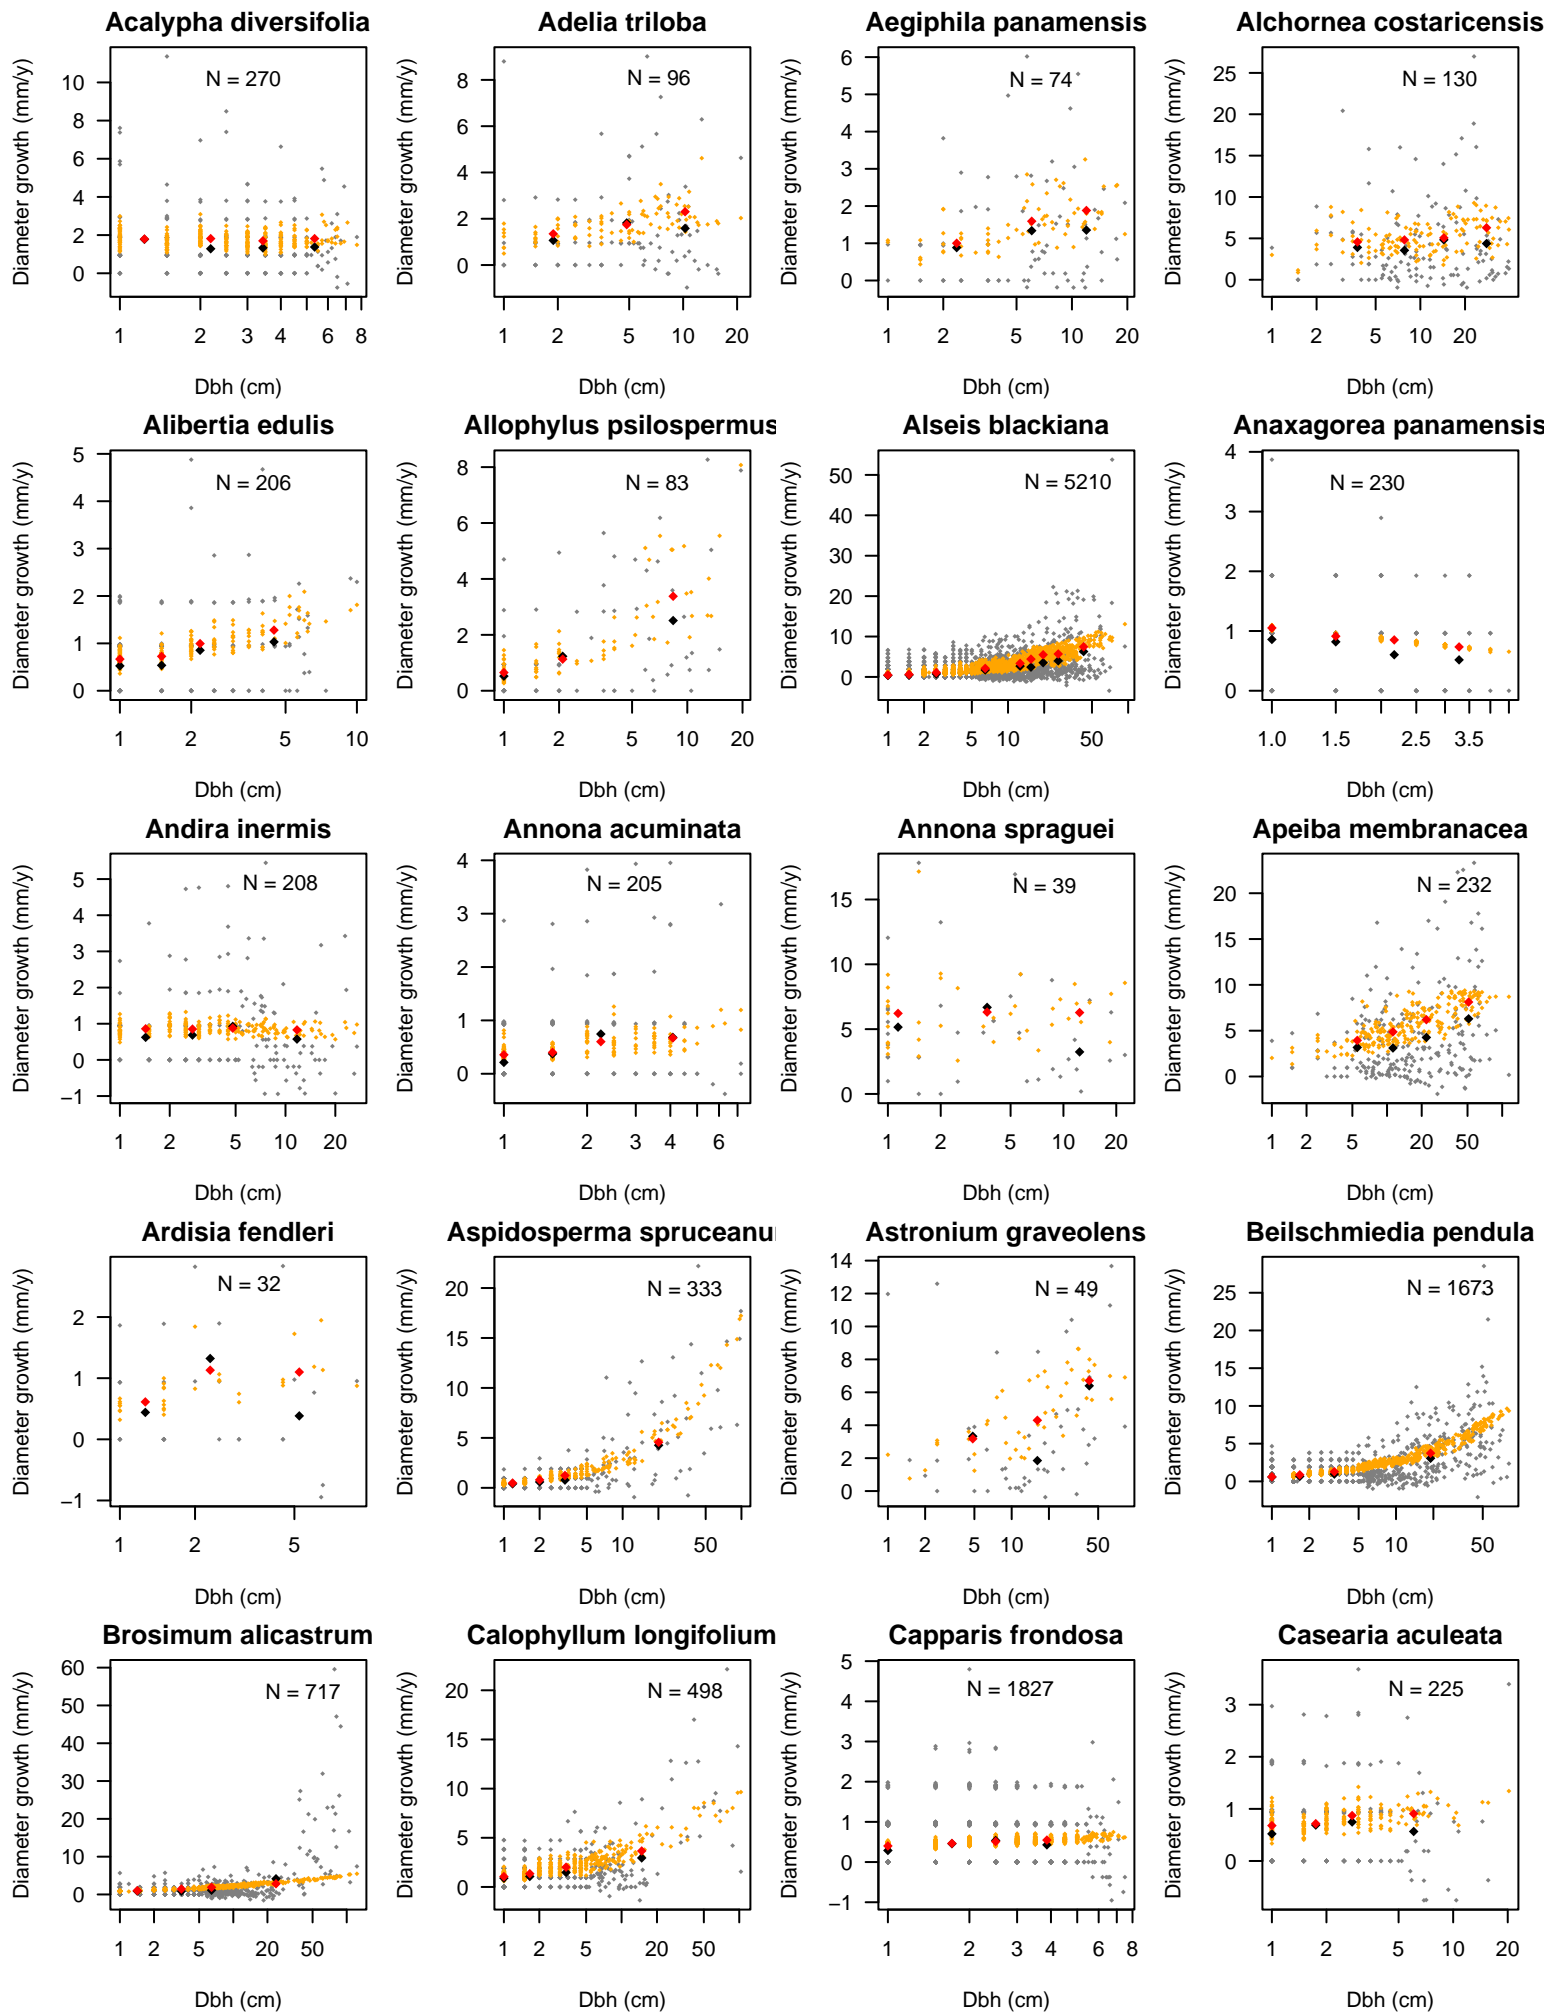 Acalypha diversifolia Adelia triloba Aegiphila panamensis Alchornea costaricensis
Diameter growth (mm/y) Diameter growth (mm/y) Diameter growth (mm/y) Diameter growth (mm/y)
N = 270 N = 96 N = 74 N = 130
10 8 6 4 2 0
8 6 4 2 0
6 5 4 3 2 1 0
25 20 15 10 5 0
1 2 3 4 6 8 1 2 5 10 20 1 2 5 10 20 1 2 5 10 20
Dbh (cm) Dbh (cm) Dbh (cm) Dbh (cm)
Alibertia edulis Allophylus psilospermus Alseis blackiana Anaxagorea panamensis
Diameter growth (mm/y) Diameter growth (mm/y) Diameter growth (mm/y) Diameter growth (mm/y)
N = 206 N = 83 N = 5210 N = 230
5 4 3 2 1 0
8 6 4 2 0
50 40 30 20 10 0
4 3 2 1 0
1 2 5 10 1 2 5 10 20 1 2 5 10 50 1.0 1.5 2.5 3.5
Dbh (cm) Dbh (cm) Dbh (cm) Dbh (cm)
Andira inermis Annona acuminata Annona spraguei Apeiba membranacea
Diameter growth (mm/y) Diameter growth (mm/y) Diameter growth (mm/y) Diameter growth (mm/y)
N = 208 N = 205 N = 39 N = 232
5 4 3 2 1 0 −1
4 3 2 1 0
15 10 5 0
20 15 10 5 0
1 2 5 10 20 1 2 3 4 6 1 2 5 10 20 1 2 5 20 50
Dbh (cm) Dbh (cm) Dbh (cm) Dbh (cm)
Ardisia fendleri Aspidosperma spruceanu Astronium graveolens Beilschmiedia pendula
Diameter growth (mm/y) Diameter growth (mm/y) Diameter growth (mm/y) Diameter growth (mm/y)
N = 32 N = 333 N = 49 N = 1673
2 1 0 −1
20 15 10 5 0
14 12 10 8 6 4 2 0
25 20 15 10 5 0
1 2 5 1 2 5 10 50 1 2 5 10 50 1 2 5 10 50
Dbh (cm) Dbh (cm) Dbh (cm) Dbh (cm)
Brosimum alicastrum Calophyllum longifolium Capparis frondosa Casearia aculeata
Diameter growth (mm/y) Diameter growth (mm/y) Diameter growth (mm/y) Diameter growth (mm/y)
N = 717 N = 498 N = 1827 N = 225
60 50 40 30 20 10 0
20 15 10 5 0
5 4 3 2 1 0 −1
3 2 1 0
1 2 5 20 50 1 2 5 20 50 1 2 3 4 6 8 1 2 5 10 20
Dbh (cm) Dbh (cm) Dbh (cm) Dbh (cm)